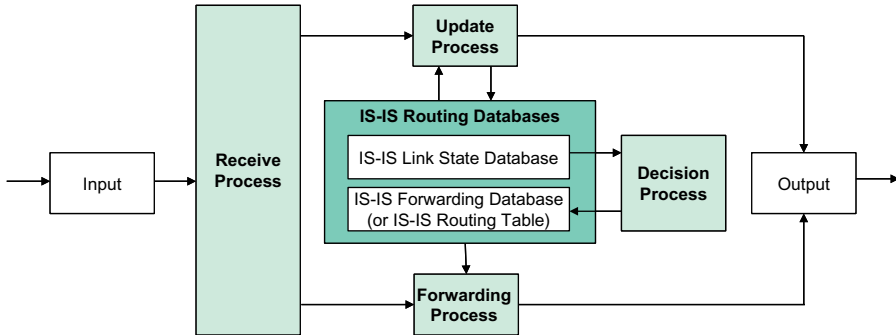 Update
Process
IS-IS Routing Databases
IS-IS Link State Database
Receive
Process
Decision
Process
Input
Output
IS-IS Forwarding Database
(or IS-IS Routing Table)
Forwarding
Process